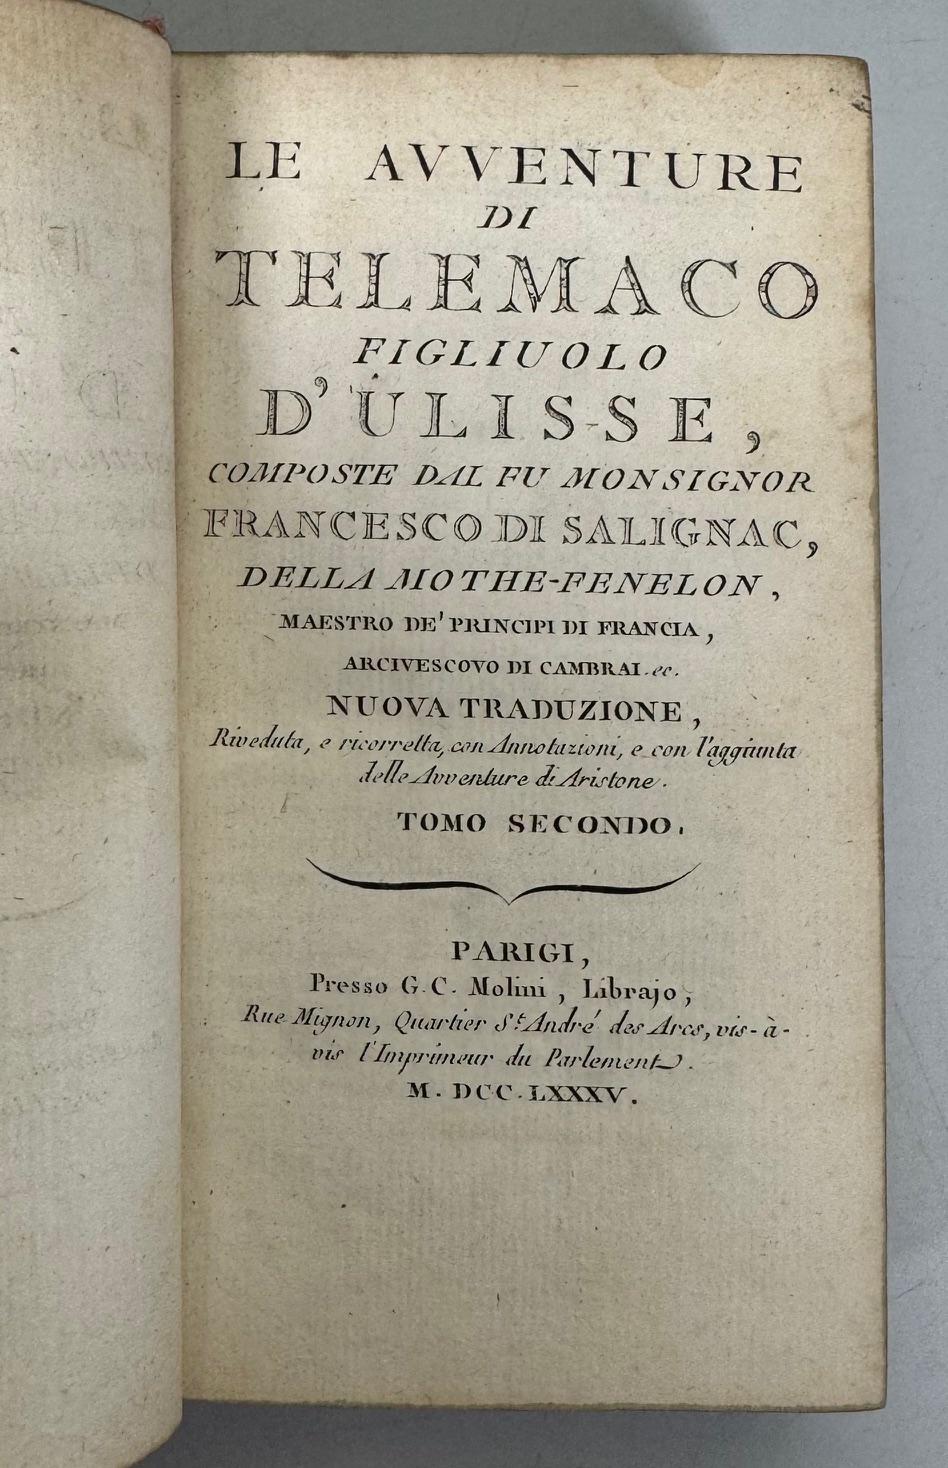 LE AVVENTURE
DI
TELEMACO
FIGLIUOLO
D'ULISSE,
COMPOSTE DAL FU MONSIGNOR
FRANCESCO DI SALIGNAC,
DELLA MOTHE-FENELON,
MAESTRO DE' PRINCIPI DI FRANCIA,
ARCIVESCOVO DI CAMBRAI.ec.
NUOVA TRADUZIONE,
Riveduta, e ricorretta, con Annotazioni, e con l'aggiunta
delle Avventure di Aristone.
TOMO SECONDO.
PARIGI,
Presso G.C. Molini, Librajo,
Rue Mignon, Quartier St. André des Arcs, vis-à-
vis l'Imprimeur du Parlement.
M. DCC. LXXXV.